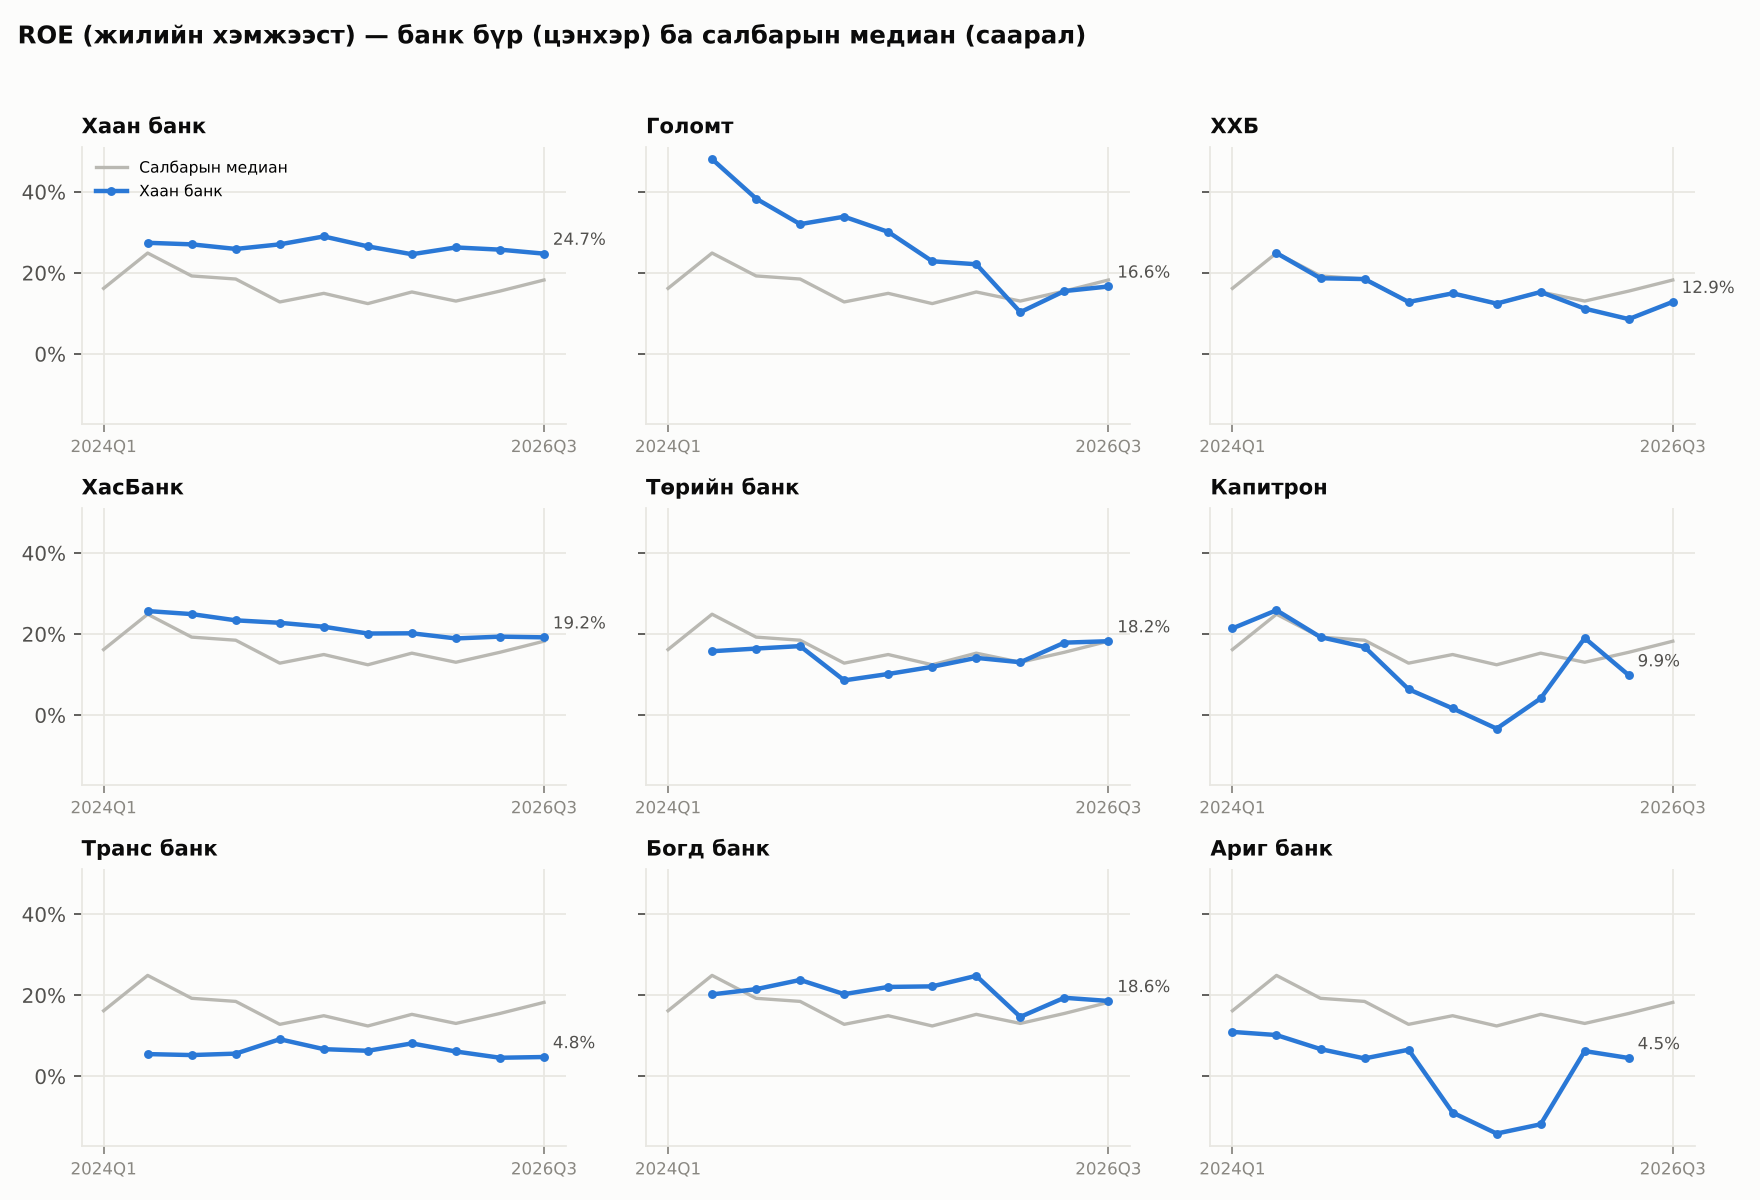 ROE (жилийн хэмжээст) — банк бүр (цэнхэр) ба салбарын медиан (саарал)
Хаан банк
Салбарын медиан
Хаан банк
40%
20%
0%
24.7%
2024Q1
2026Q3
Голомт
16.6%
2024Q1
2026Q3
ХХБ
12.9%
2024Q1
2026Q3
ХасБанк
40%
20%
0%
19.2%
2024Q1
2026Q3
Төрийн банк
18.2%
2024Q1
2026Q3
Капитрон
9.9%
2024Q1
2026Q3
Транс банк
40%
20%
0%
4.8%
2024Q1
2026Q3
Богд банк
18.6%
2024Q1
2026Q3
Ариг банк
4.5%
2024Q1
2026Q3